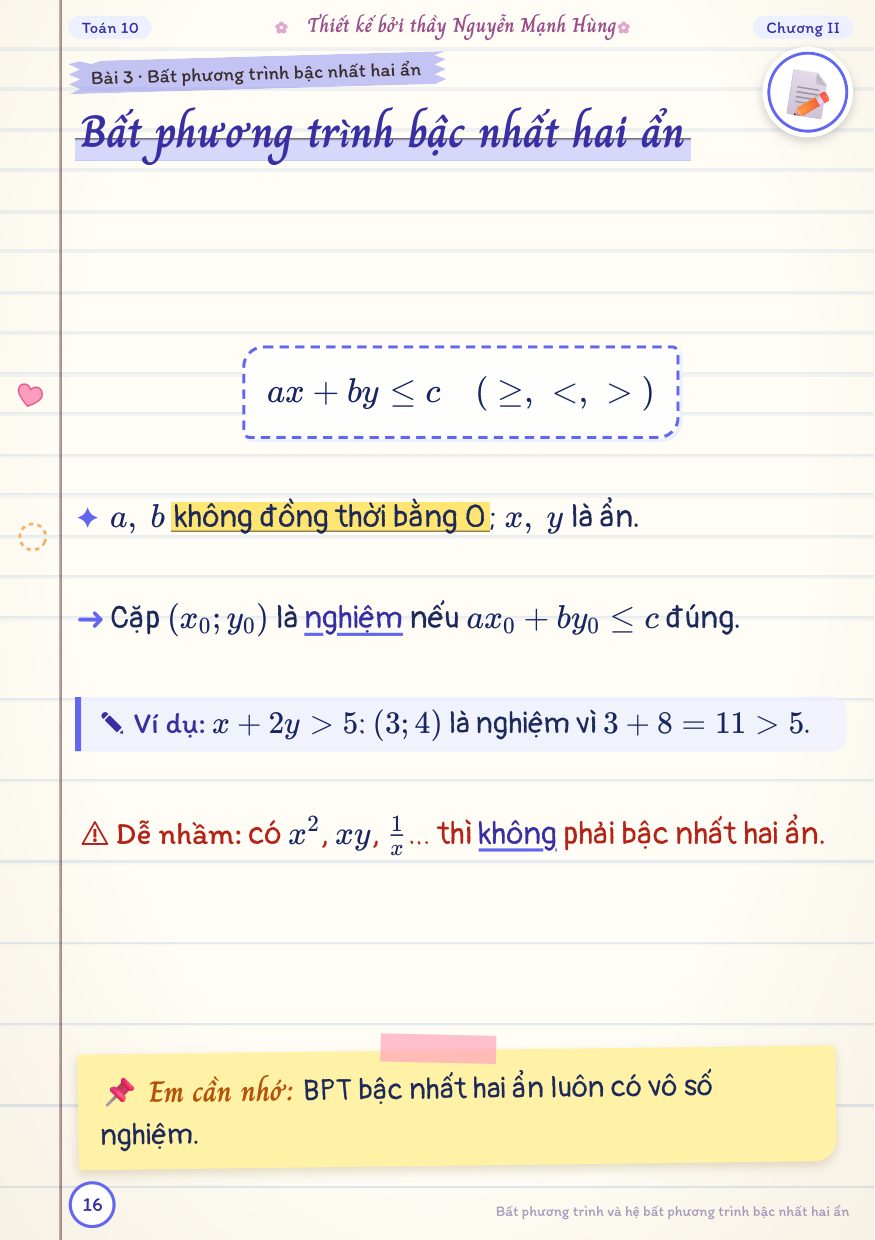 Toán 10
Thiết kế bởi thầy Nguyễn Mạnh Hùng
Chương II
Bài 3 · Bất phương trình bậc nhất hai ẩn
Bất phương trình bậc nhất hai ẩn
ax + by ≤ c ( ≥, <, > )
a, b không đồng thời bằng 0; x, y là ẩn.
→ Cặp (x₀; y₀) là nghiệm nếu ax₀ + by₀ ≤ c đúng.
Ví dụ: x + 2y > 5: (3; 4) là nghiệm vì 3 + 8 = 11 > 5.
⚠ Dễ nhầm: có x², xy, 1/x... thì không phải bậc nhất hai ẩn.
Em cần nhớ: BPT bậc nhất hai ẩn luôn có vô số
nghiệm.
16
Bất phương trình và hệ bất phương trình bậc nhất hai ẩn